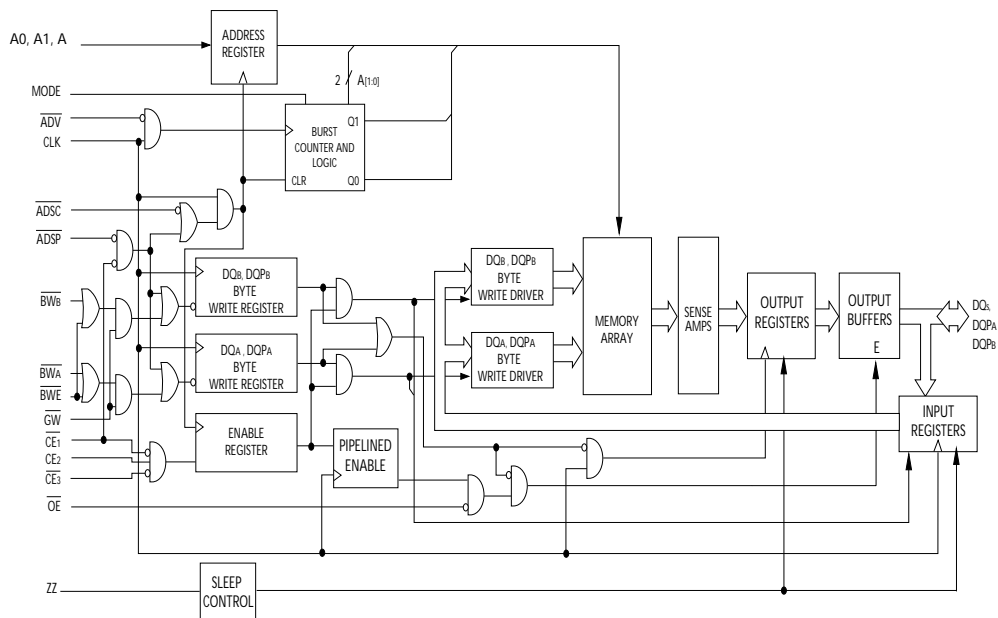 A0, A1, A
ADDRESS
REGISTER
2
A[1:0]
MODE
ADV
CLK
BURST
COUNTER AND
LOGIC
Q1
CLR
Q0
ADSC
ADSP
DQB, DQPB
BYTE
WRITE REGISTER
DQB, DQPB
BYTE
WRITE DRIVER
MEMORY
ARRAY
SENSE
AMPS
OUTPUT
REGISTERS
OUTPUT
BUFFERS
E
DQs,
DQPA
DQPB
BWB
DQA, DQPA
BYTE
WRITE REGISTER
DQA, DQPA
BYTE
WRITE DRIVER
BWA
BWE
GW
CE1
CE2
CE3
ENABLE
REGISTER
PIPELINED
ENABLE
INPUT
REGISTERS
OE
ZZ
SLEEP
CONTROL